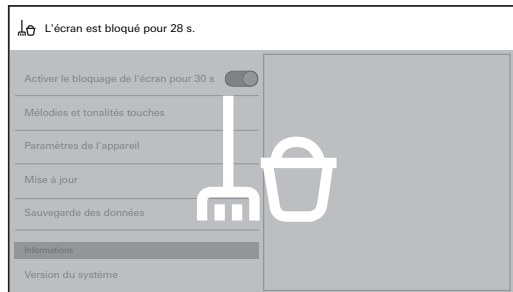 L'écran est bloqué pour 28 s.
Activer le bloquage de l'écran pour 30 s
Mélodies et tonalités touches
Paramètres de l'appareil
Mise à jour
Sauvegarde des données
Informations
Version du système